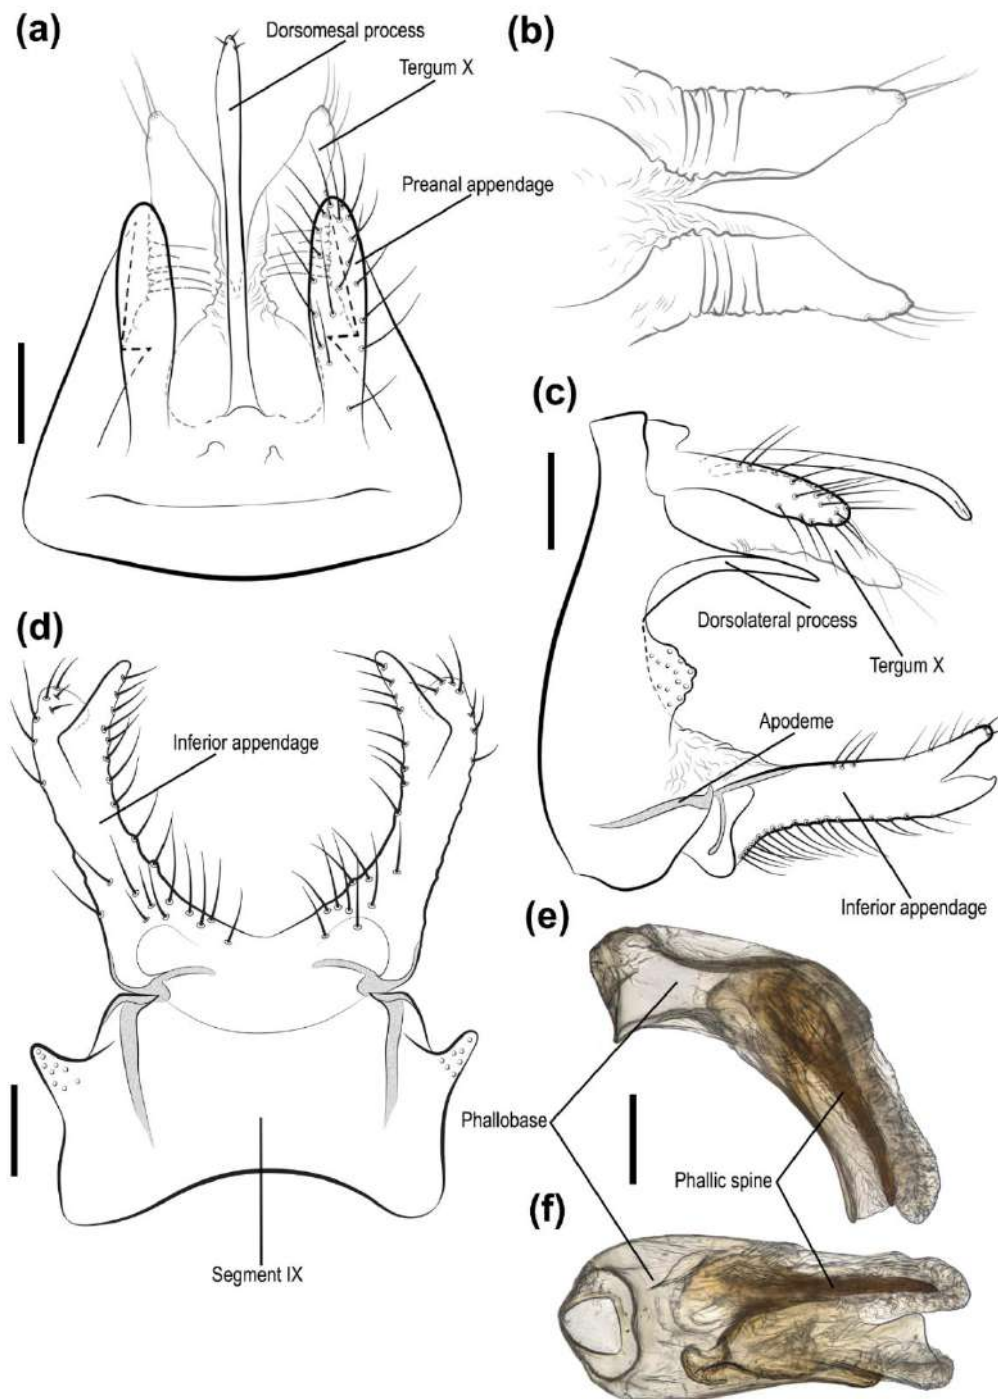 (a)
Dorsomesal process
Tergum X
Preanal appendage
(b)
(c)
Dorsolateral process
Tergum X
Apodeme
Inferior appendage
(d)
Inferior appendage
Segment IX
(e)
Phallobase
Phallic spine
(f)